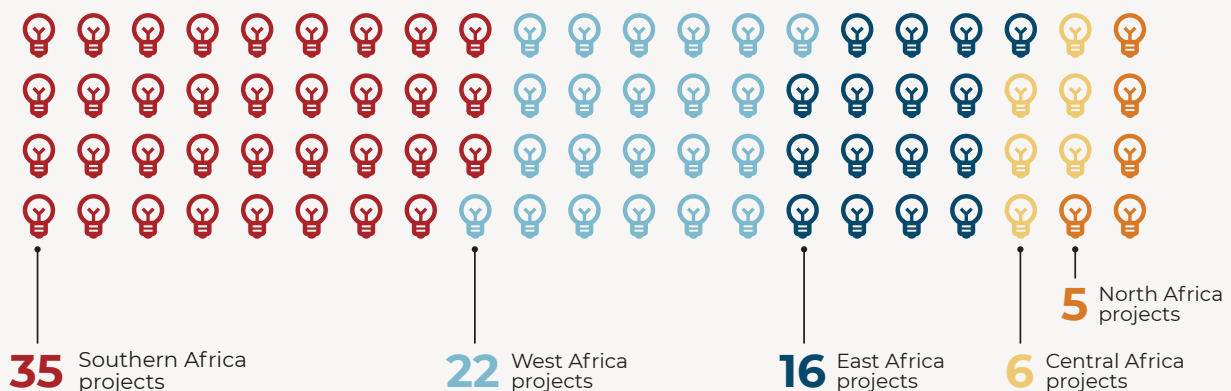 5 North Africa
projects
35 Southern Africa
projects
22 West Africa
projects
16 East Africa
projects
6 Central Africa
projects